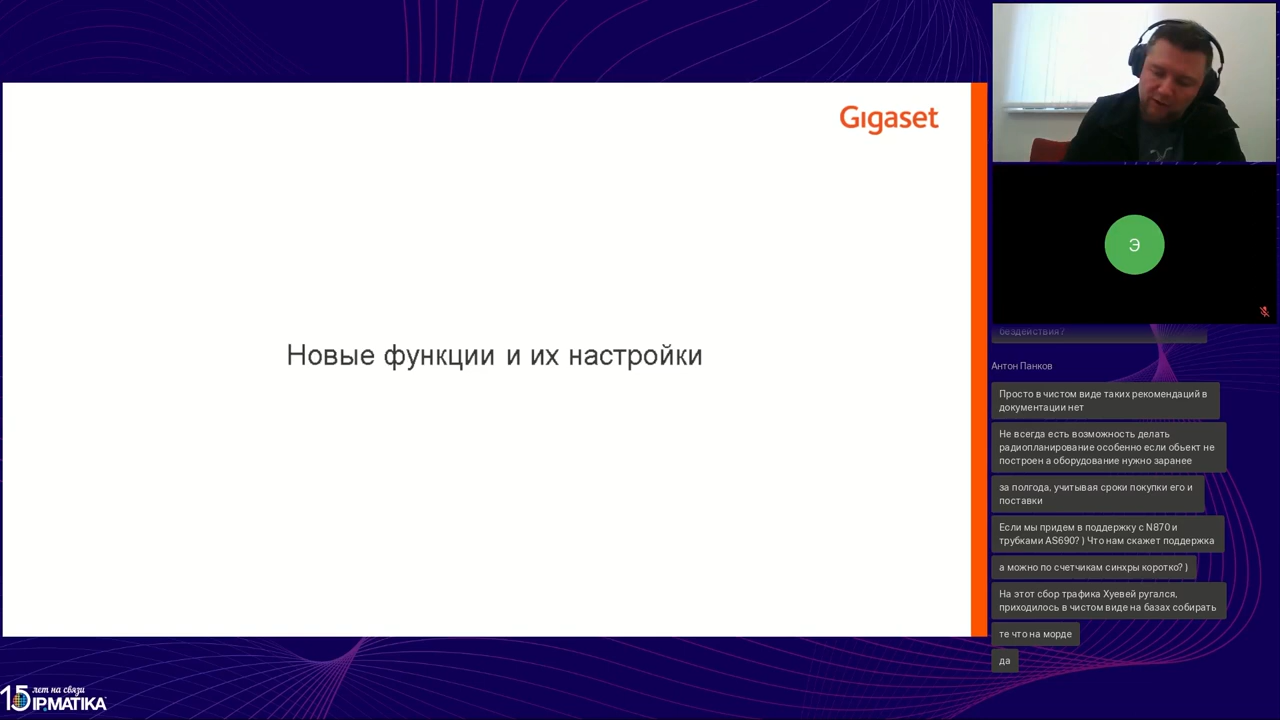 Gigaset
Новые функции и их настройки
Э
бездействия?
Антон Панков
Просто в чистом виде таких рекомендаций в
документации нет
Не всегда есть возможность делать
радиопланирование особенно если обьект не
построен а оборудование нужно заранее
за полгода, учитывая сроки покупки его и
поставки
Если мы придем в поддержку с N870 и
трубками AS690? ) Что нам скажет поддержка
а можно по счетчикам синхры коротко? )
На этот сбор трафика Хуевей ругался,
приходилось в чистом виде на базах собирать
те что на морде
да
15 лет на связи
IPMATIKA